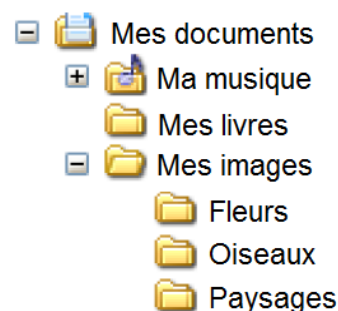 Mes documents
Ma musique
Mes livres
Mes images
Fleurs
Oiseaux
Paysages